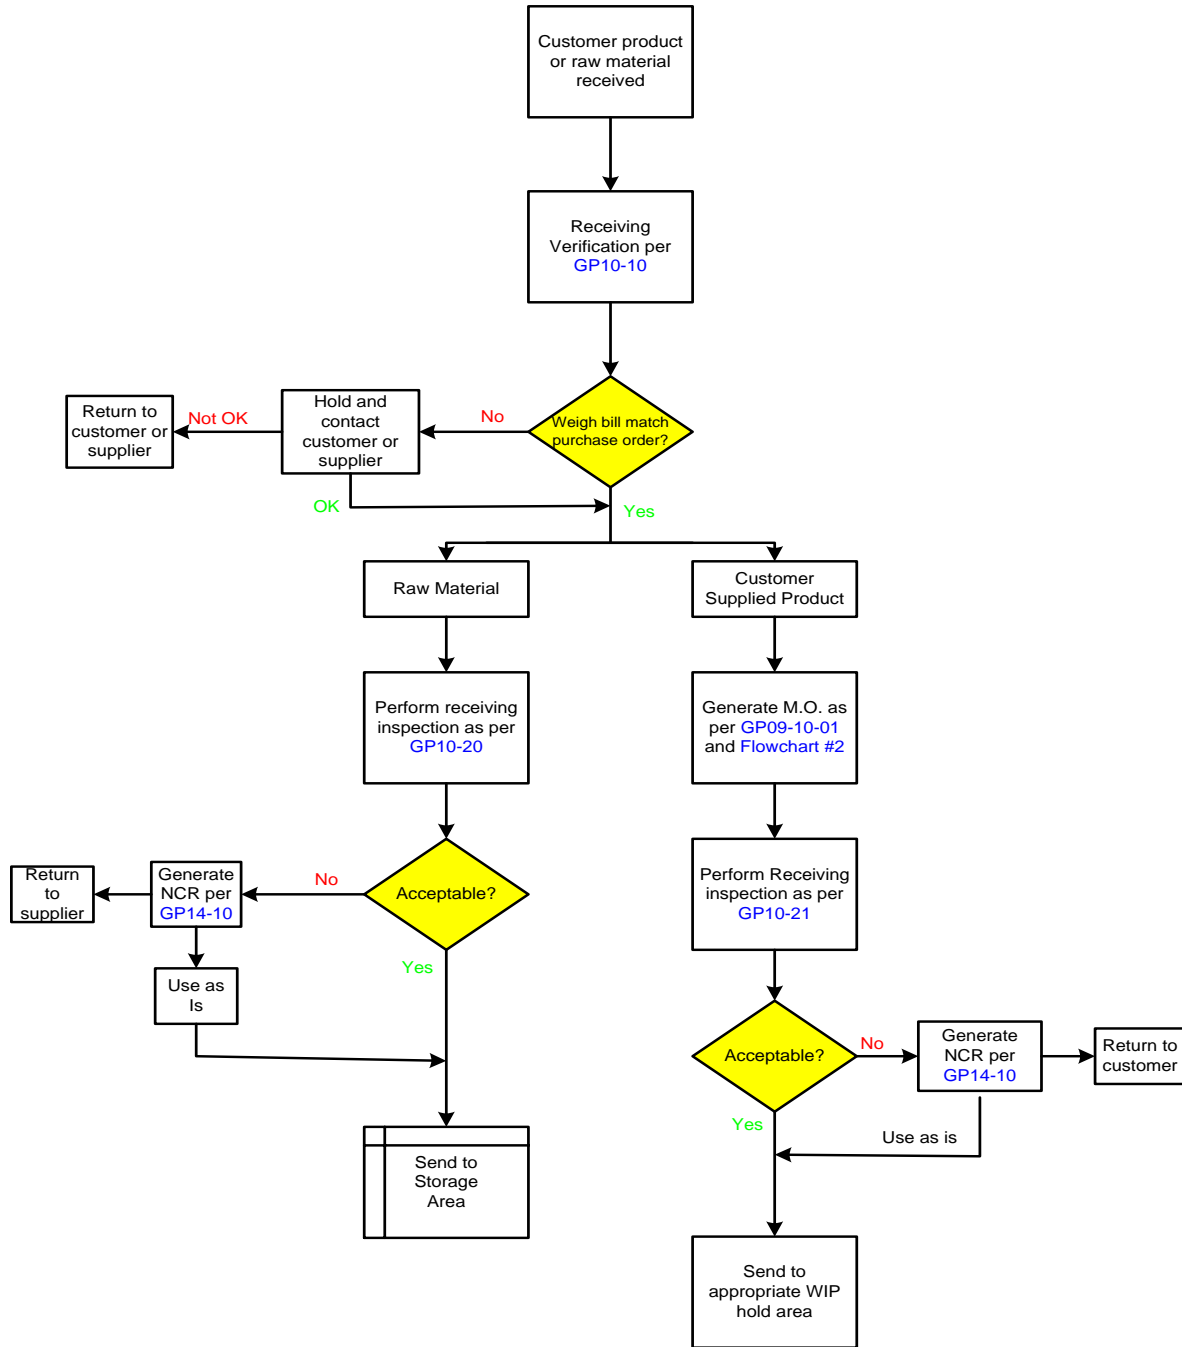 Customer product
or raw material
received
Receiving
Verification per
GP10-10
Weigh bill match
purchase order?
No
Hold and
contact
customer or
supplier
Not OK
Return to
customer or
supplier
OK
Yes
Raw Material
Customer
Supplied Product
Perform receiving
inspection as per
GP10-20
Generate M.O. as
per GP09-10-01
and Flowchart #2
Acceptable?
No
Generate
NCR per
GP14-10
Return
to
supplier
Use as
Is
Yes
Perform Receiving
inspection as per
GP10-21
Acceptable?
No
Generate
NCR per
GP14-10
Return to
customer
Yes
Use as is
Send to
Storage
Area
Send to
appropriate WIP
hold area